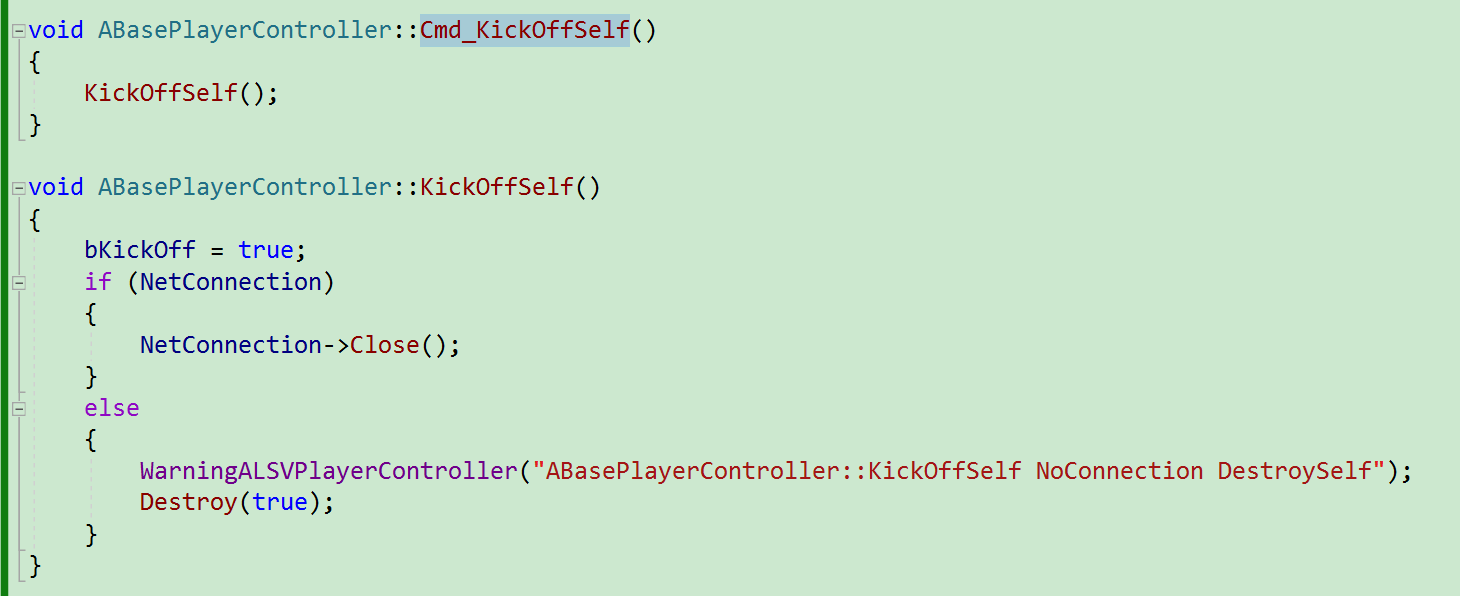 void ABasePlayerController::Cmd_KickOffSelf()
{
    KickOffSelf();
}

void ABasePlayerController::KickOffSelf()
{
    bKickOff = true;
    if (NetConnection)
    {
        NetConnection->Close();
    }
    else
    {
        WarningALSVPlayerController("ABasePlayerController::KickOffSelf NoConnection DestroySelf");
        Destroy(true);
    }
}